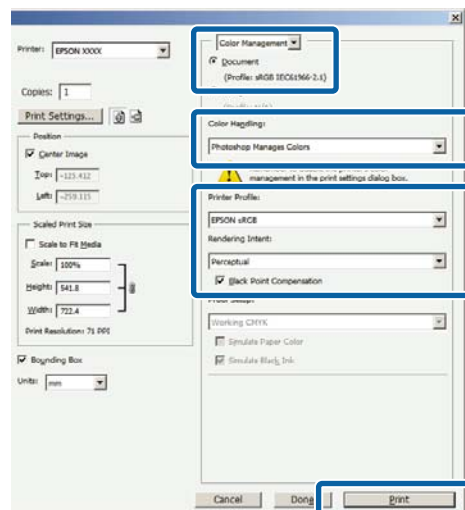 Printer: EPSON XXXX
Copies: 1
Print Settings...
Position
Center Image
Top: -123.412
Left: -259.115
Scaled Print Size
Scale to Fit Media
Scale: 100%
Height: 541.8
Width: 722.4
Print Resolution: 71 PPI
Bounding Box
Units: mm
Color Management
Document
(Profile: sRGB IEC61966-2.1)
Color Handling:
Photoshop Manages Colors
management in the print settings dialog box.
Printer Profile:
EPSON sRGB
Rendering Intent:
Perceptual
Black Point Compensation
Working CMYK
Simulate Paper Color
Simulate Black Ink
Cancel
Done
Print